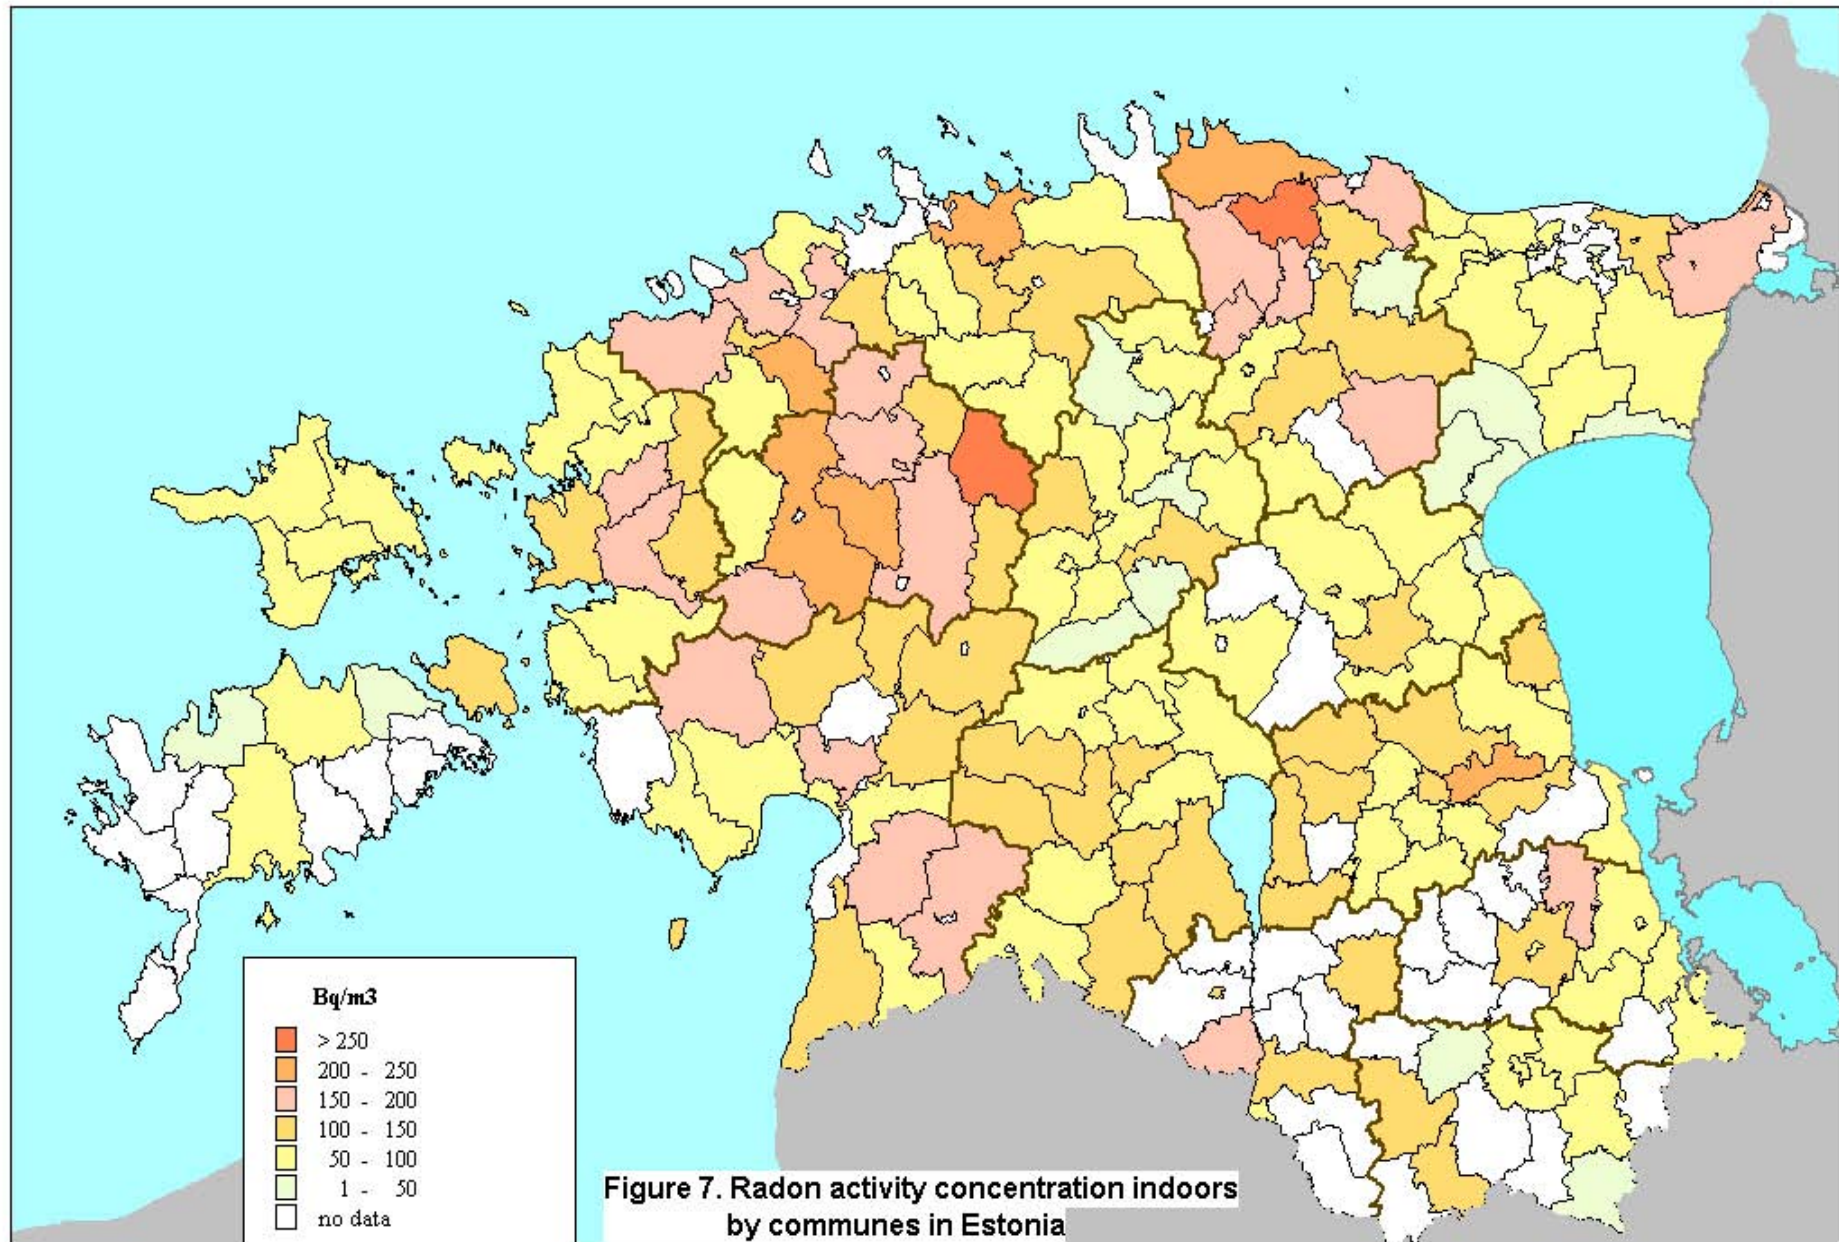 Bq/m3
> 250
200 - 250
150 - 200
100 - 150
50 - 100
1 - 50
no data
Figure 7. Radon activity concentration indoors
by communes in Estonia